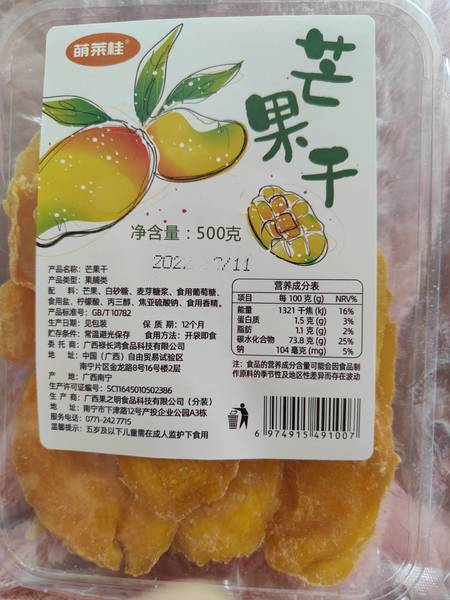 萌莱桂®
芒果干
净含量：500克
产品名称：芒果干
产品类型：果脯类
配　料：芒果、白砂糖、麦芽糖浆、食用葡萄糖、
食用盐、柠檬酸、丙三醇、焦亚硫酸钠、食用香精。
产品标准号：GB/T 10782
生产日期：见包装　保 质 期：12个月
贮存条件：常温避光保存　食用方法：开袋即食
委 托 商：广西禄长鸿食品科技有限公司
地　址：中国（广西）自由贸易试验区
南宁片区金龙路8号16号楼2层
产　地：广西南宁
生产许可证编号：SC11645010502386
生 产 商：广西果之明食品科技有限公司（分装）
地　址：南宁市下津路12号产投企业公园A3栋
服务电话：0771-242 7715
温馨提示：五岁及以下儿童需在成人监护下食用
营养成分表
项目　每 100 克 (g)　NRV%
能量　1321 千焦 (kJ)　16%
蛋白质　1.5 克 (g)　3%
脂肪　1.1 克 (g)　2%
碳水化合物　73.8 克 (g)　25%
钠　104 毫克 (mg)　5%
注：食品的营养成分含量可能会因食品制
作原料的季节性及地区性差异而存在波动
6 974915 491007